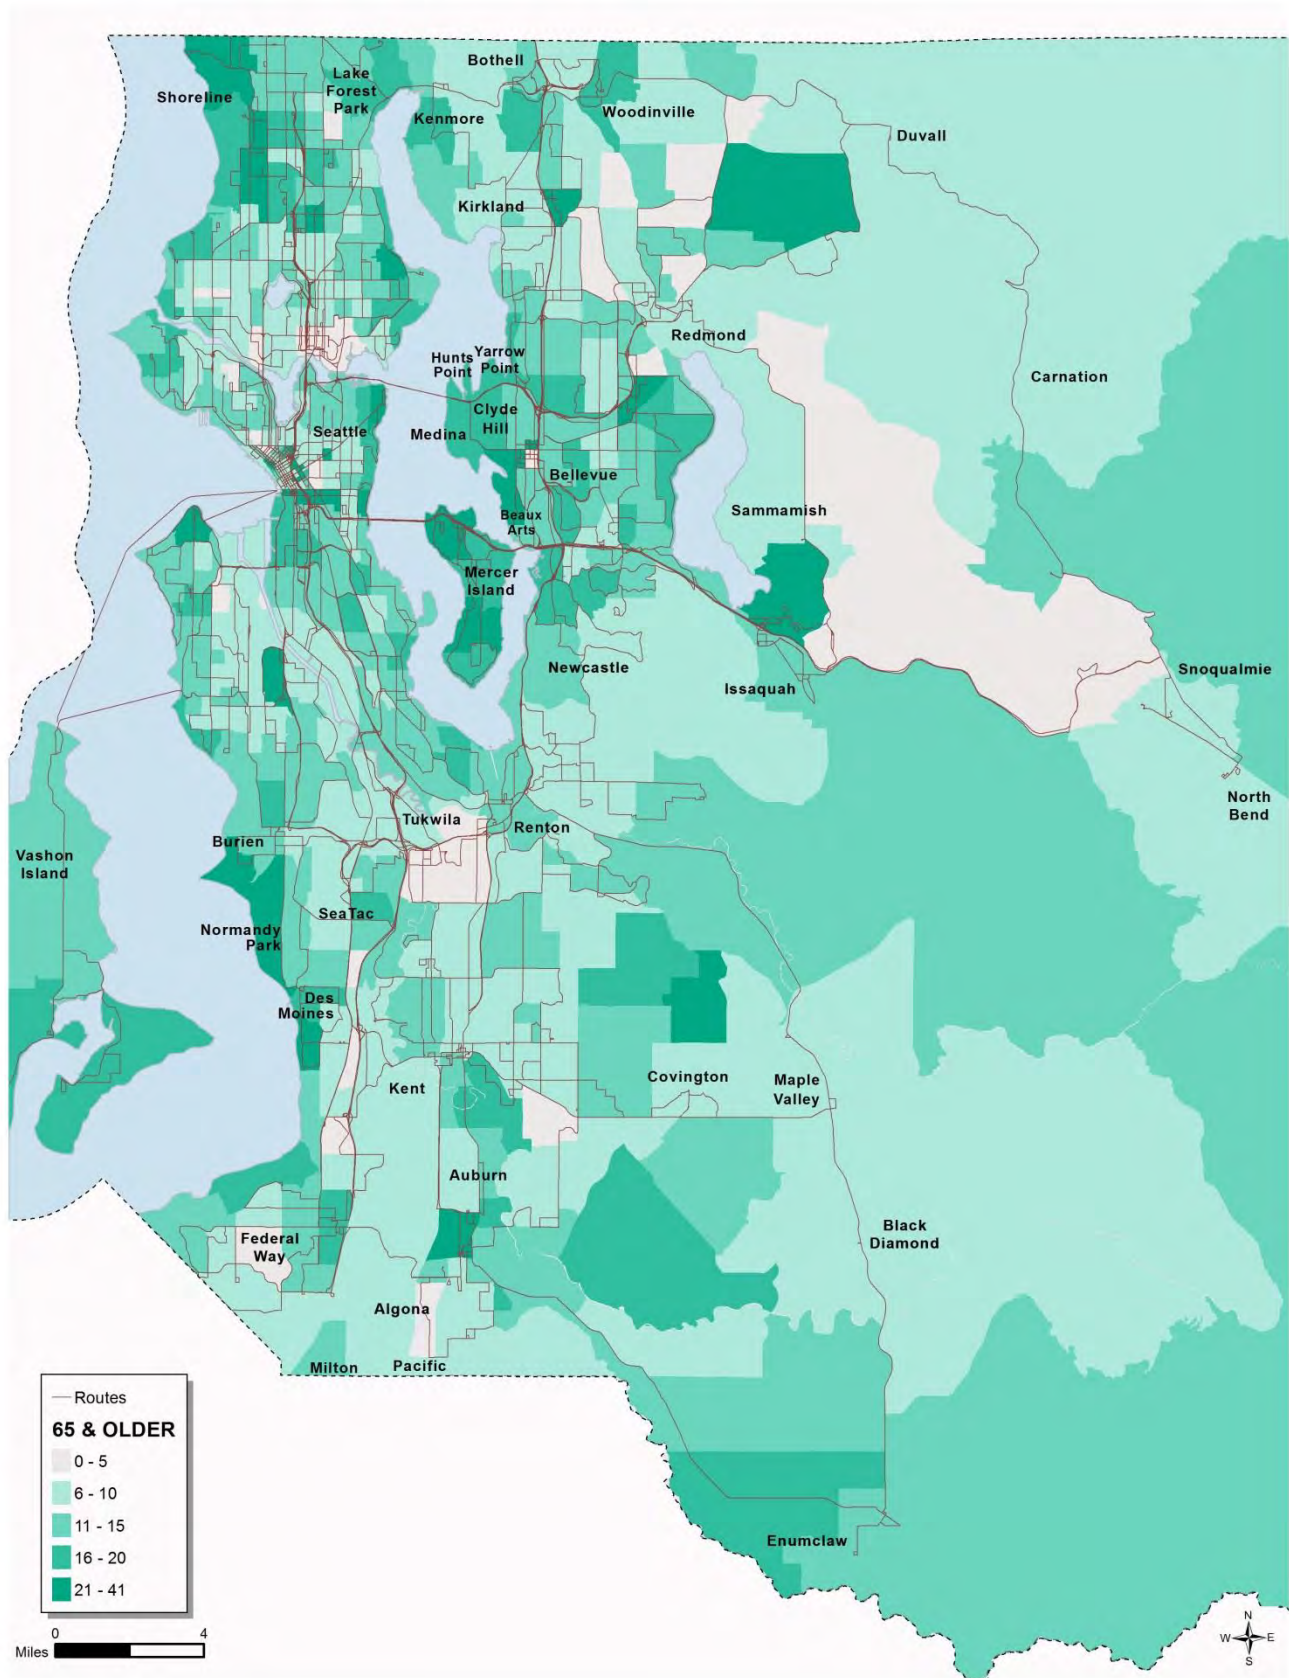 Bothell
Lake
Forest
Park
Shoreline
Kenmore
Woodinville
Duvall
Kirkland
Redmond
Hunts
Point
Yarrow
Point
Carnation
Clyde
Hill
Seattle
Medina
Bellevue
Beaux
Arts
Sammamish
Mercer
Island
Newcastle
Issaquah
Snoqualmie
North
Bend
Tukwila
Renton
Burien
Vashon
Island
SeaTac
Normandy
Park
Des
Moines
Kent
Covington
Maple
Valley
Auburn
Black
Diamond
Federal
Way
Algona
Milton
Pacific
Enumclaw
Routes
65 & OLDER
0 - 5
6 - 10
11 - 15
16 - 20
21 - 41
0 4
Miles
N
W E
S